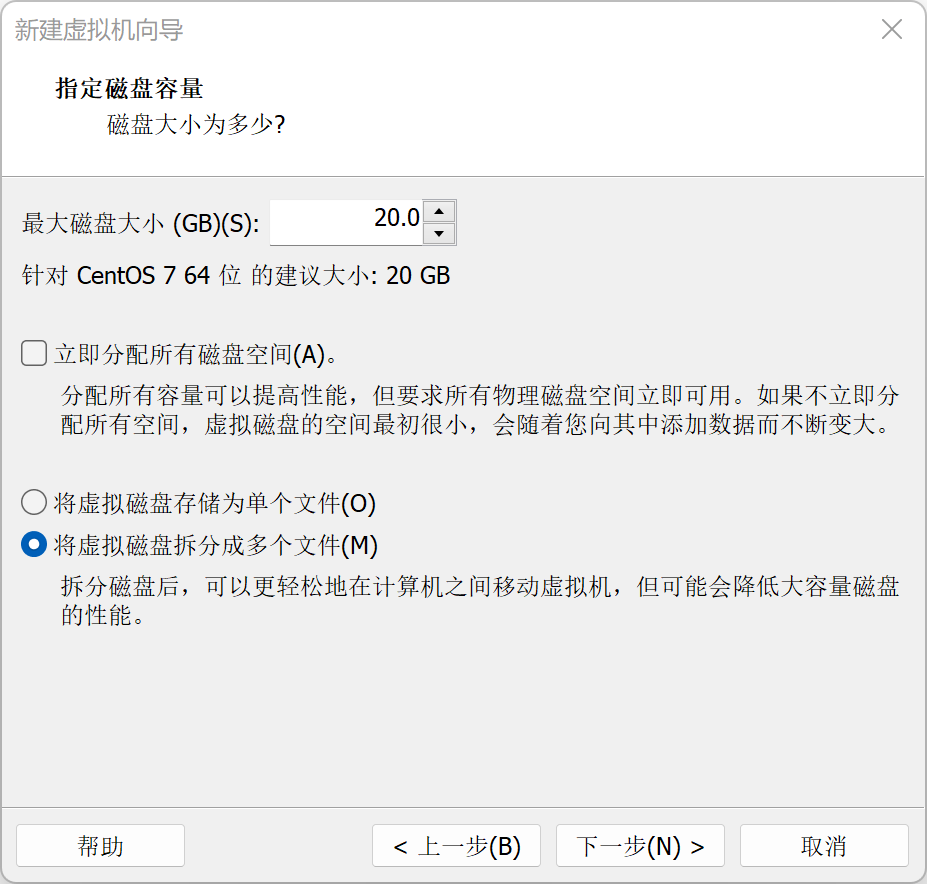 新建虚拟机向导
指定磁盘容量
磁盘大小为多少?
最大磁盘大小 (GB)(S): 20.0
针对 CentOS 7 64 位 的建议大小: 20 GB
立即分配所有磁盘空间(A)。
分配所有容量可以提高性能，但要求所有物理磁盘空间立即可用。如果不立即分
配所有空间，虚拟磁盘的空间最初很小，会随着您向其中添加数据而不断变大。
将虚拟磁盘存储为单个文件(O)
将虚拟磁盘拆分成多个文件(M)
拆分磁盘后，可以更轻松地在计算机之间移动虚拟机，但可能会降低大容量磁盘
的性能。
帮助 < 上一步(B) 下一步(N) > 取消